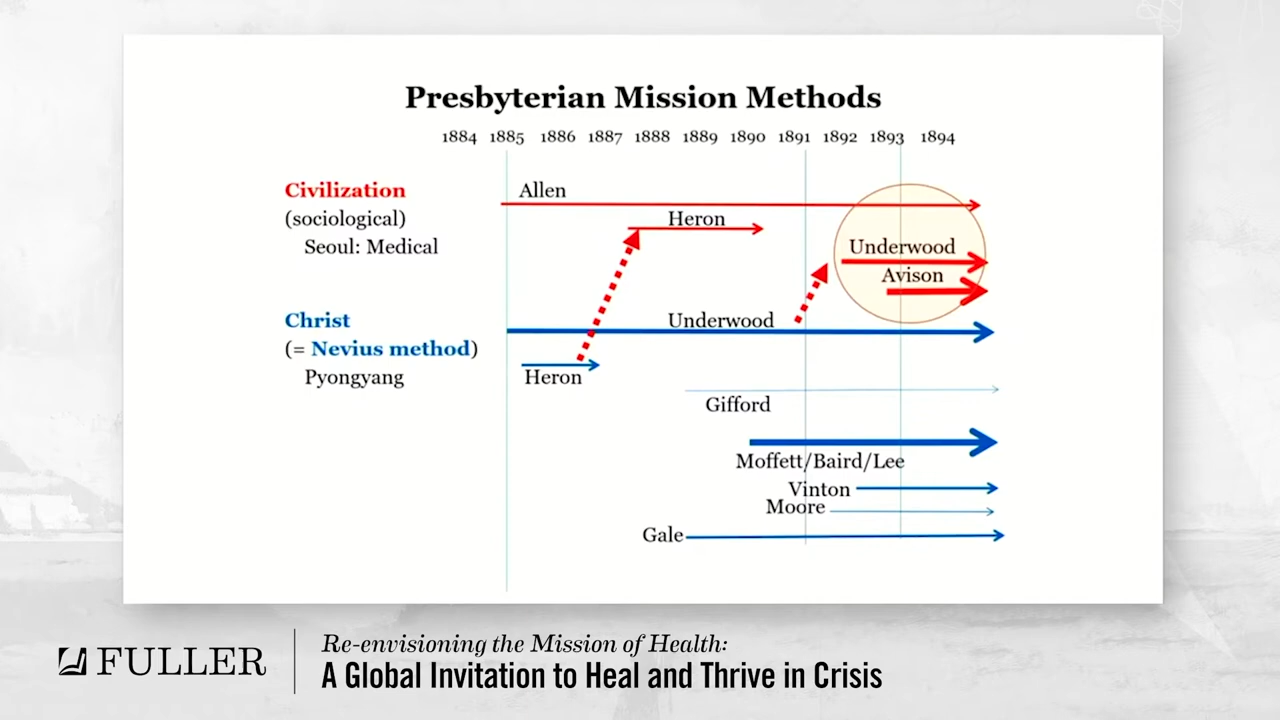 Presbyterian Mission Methods
1884 1885 1886 1887 1888 1889 1890 1891 1892 1893 1894
Civilization
(sociological)
Seoul: Medical
Allen
Heron
Underwood
Avison
Christ
(= Nevius method)
Pyongyang
Underwood
Heron
Gifford
Moffett/Baird/Lee
Vinton
Moore
Gale
FULLER
Re-envisioning the Mission of Health:
A Global Invitation to Heal and Thrive in Crisis